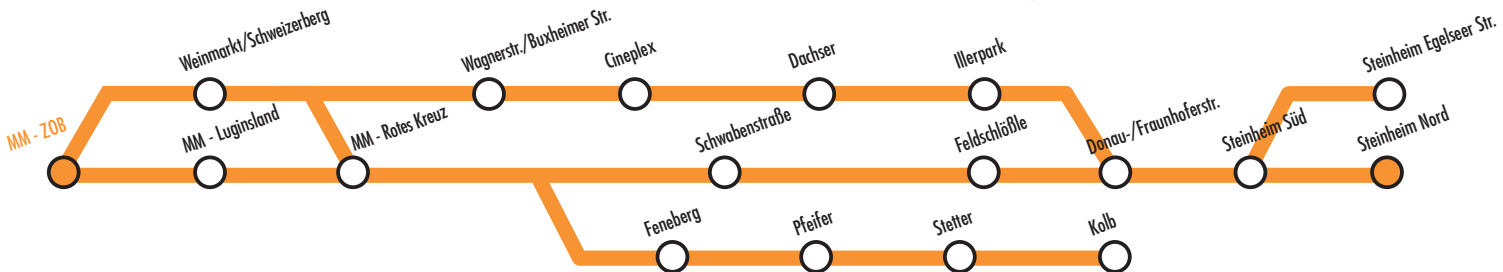 Weinmarkt/Schweizerberg
Wagnerstr./Buxheimer Str.
Cineplex
Dachser
Illerpark
Steinheim Egelseer Str.
MM - ZOB
MM - Luginsland
MM - Rotes Kreuz
Schwabenstraße
Feldschlößle
Donau-/Fraunhoferstr.
Steinheim Süd
Steinheim Nord
Feneberg
Pfeifer
Stetter
Kolb